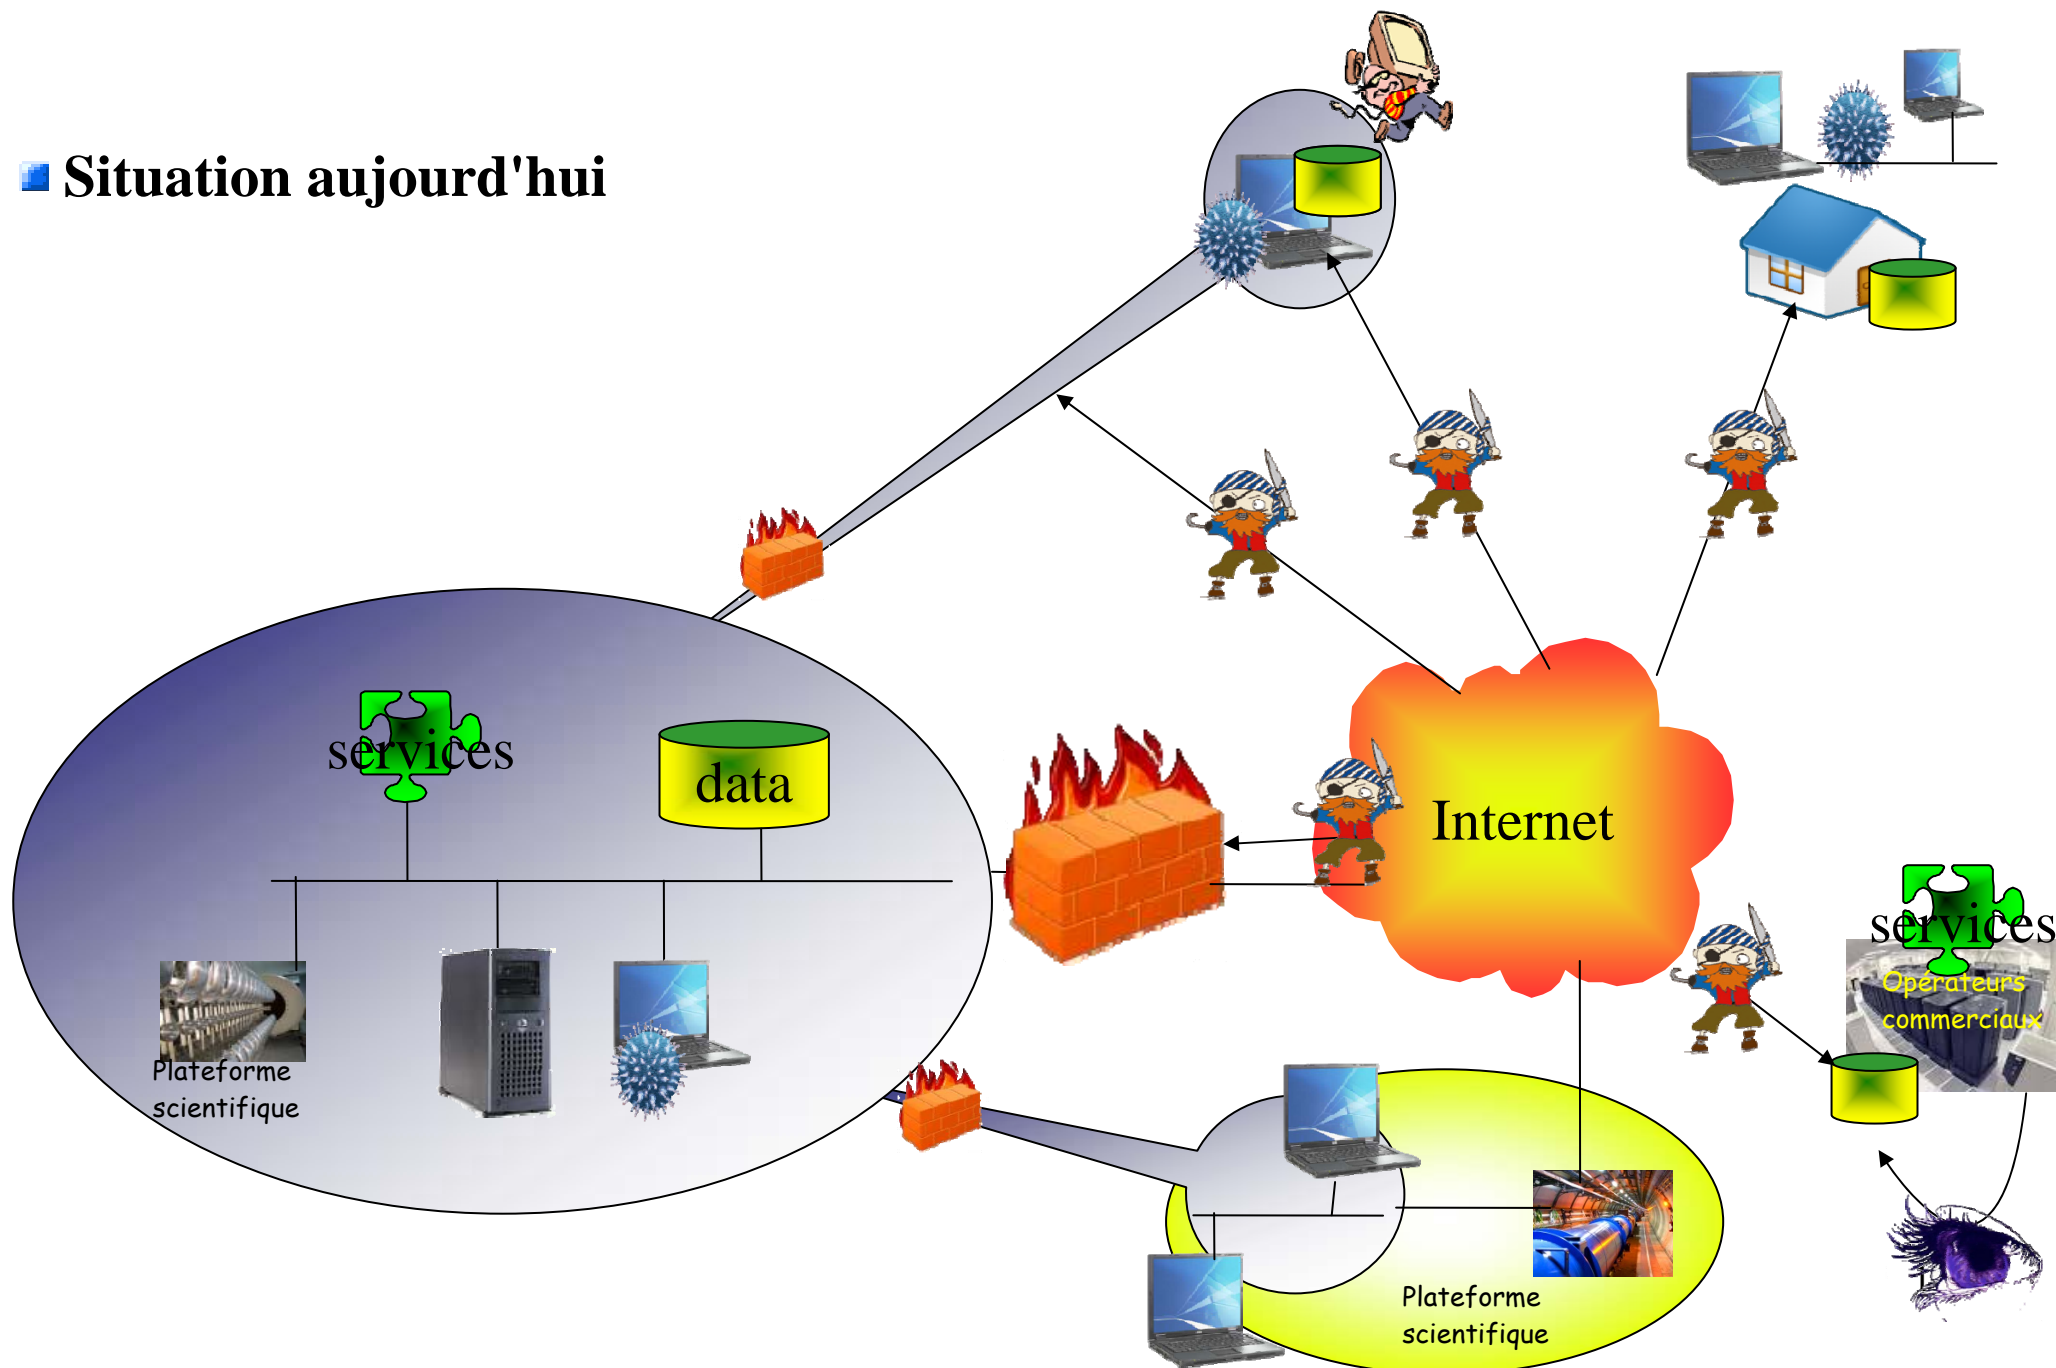 Situation aujourd'hui
services
data
Internet
services
Opérateurs
commerciaux
Plateforme
scientifique
Plateforme
scientifique